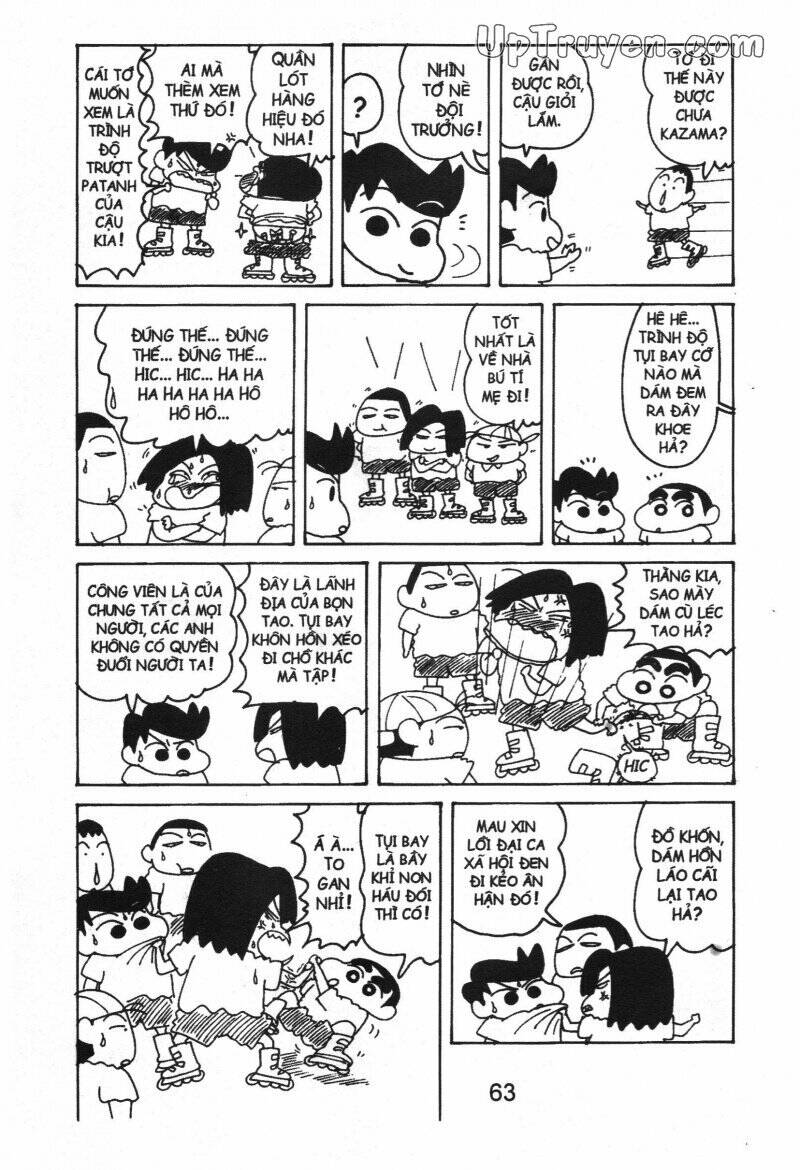 UpTruyen.com
TỚ ĐI
THẾ NÀY
ĐƯỢC
CHƯA
KAZAMA?
GẦN
ĐƯỢC RỒI,
CẬU GIỎI
LẮM.
NHÌN
TỚ NÈ
ĐỘI
TRƯỞNG!
?
QUẦN
LÓT
HÀNG
HIỆU ĐÓ
NHA!
AI MÀ
THÈM XEM
THỨ ĐÓ!
CÁI TỚ
MUỐN
XEM LÀ
TRÌNH
ĐỘ
TRƯỢT
PATANH
CỦA
CẬU
KIA!
HÊ HÊ...
TRÌNH ĐỘ
TỤI BAY CỠ
NÀO MÀ
DÁM ĐEM
RA ĐÂY
KHOE
HẢ?
TỐT
NHẤT LÀ
VỀ NHÀ
BÚ TÍ
MẸ ĐI!
ĐÚNG THẾ... ĐÚNG
THẾ... ĐÚNG THẾ...
HIC... HIC... HA HA
HA HA HA HA HÔ
HÔ HÔ...
THẰNG KIA,
SAO MÀY
DÁM CÙ LÉC
TAO HẢ?
HIC
ĐÂY LÀ LÃNH
ĐỊA CỦA BỌN
TAO. TỤI BAY
KHÔN HỒN XÉO
ĐI CHỖ KHÁC
MÀ TẬP!
CÔNG VIÊN LÀ CỦA
CHUNG TẤT CẢ MỌI
NGƯỜI, CÁC ANH
KHÔNG CÓ QUYỀN
ĐUỔI NGƯỜI TA!
ĐỒ KHỐN,
DÁM HỖN
LÁO CÃI
LẠI TAO
HẢ?
MAU XIN
LỖI ĐẠI CA
XÃ HỘI ĐEN
ĐI KẺO ÂN
HẬN ĐÓ!
TỤI BAY
LÀ BẦY
KHỈ NON
HÁU ĐÓI
THÌ CÓ!
Á À...
TO
GAN
NHỈ!
63